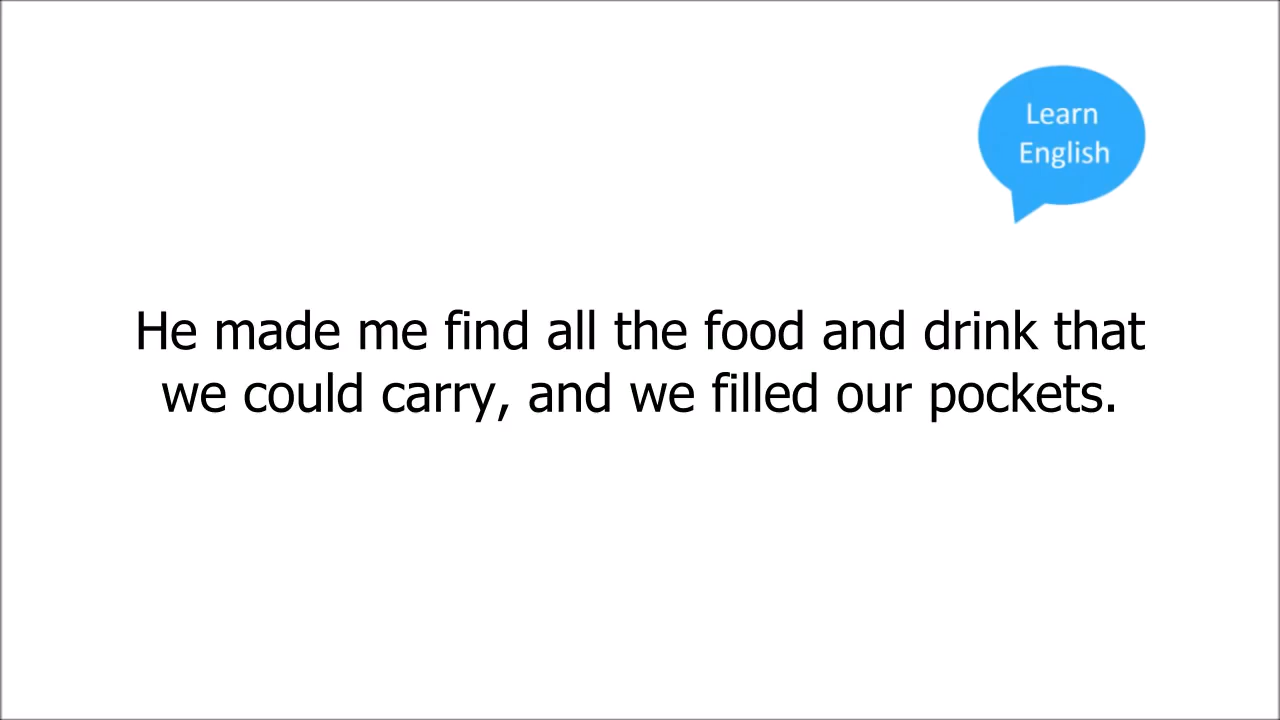 Learn
English
He made me find all the food and drink that
we could carry, and we filled our pockets.